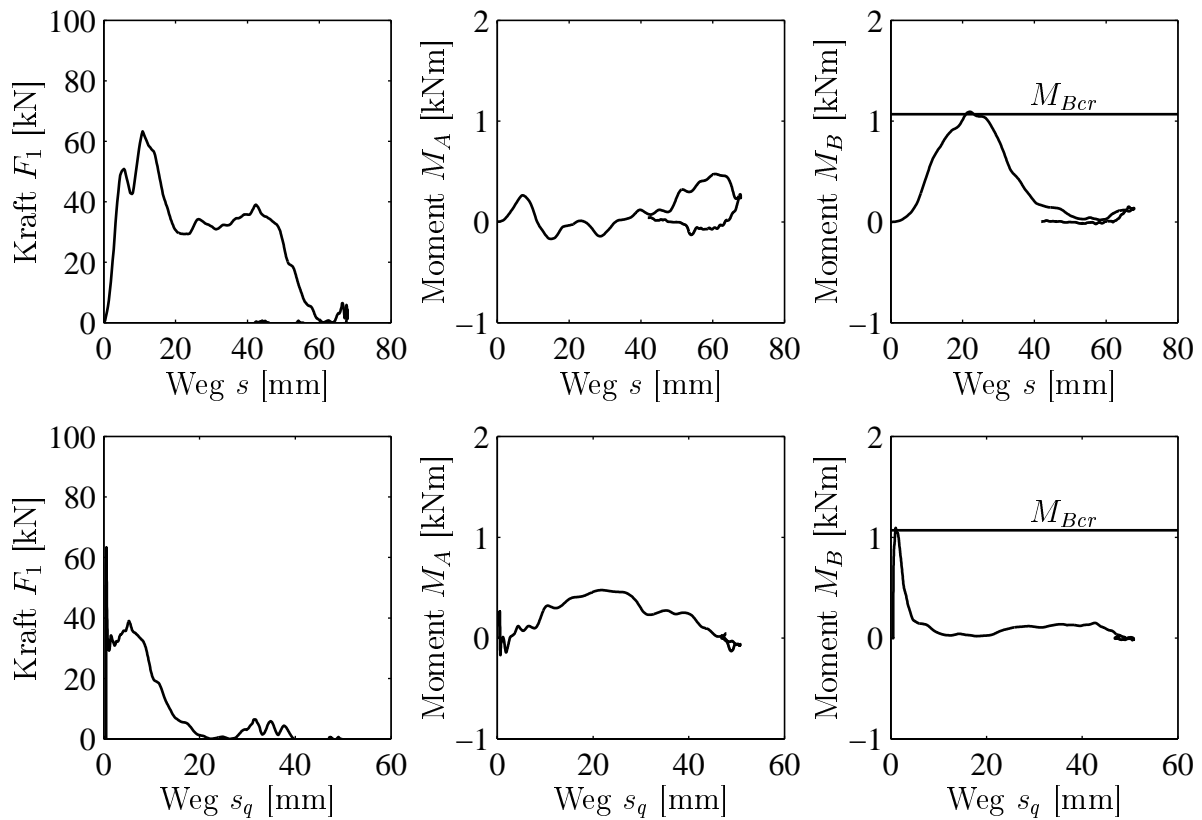 100
80
60
40
20
0
Kraft F₁ [kN]
0 20 40 60 80
Weg s [mm]
2
1
0
−1
Moment M_A [kNm]
0 20 40 60 80
Weg s [mm]
2
1
0
−1
Moment M_B [kNm]
M_Bcr
0 20 40 60 80
Weg s [mm]
100
80
60
40
20
0
Kraft F₁ [kN]
0 20 40 60
Weg s_q [mm]
2
1
0
−1
Moment M_A [kNm]
0 20 40 60
Weg s_q [mm]
2
1
0
−1
Moment M_B [kNm]
M_Bcr
0 20 40 60
Weg s_q [mm]